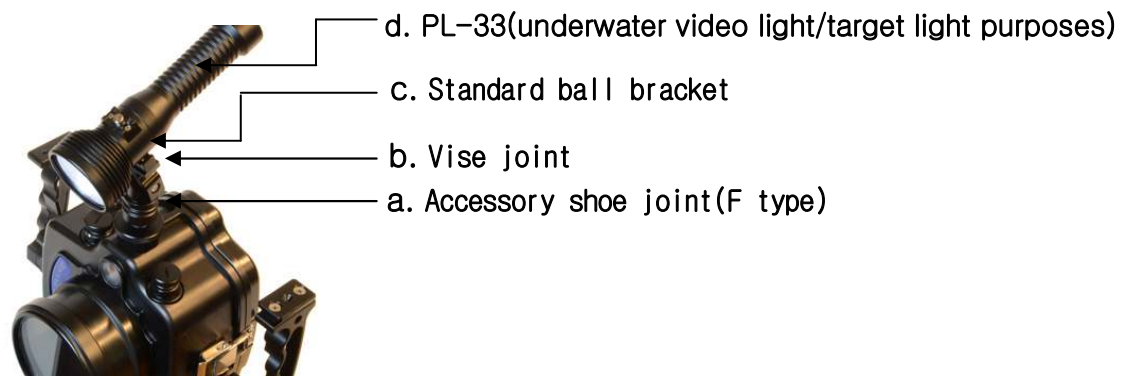 d. PL-33(underwater video light/target light purposes)
c. Standard ball bracket
b. Vise joint
a. Accessory shoe joint(F type)